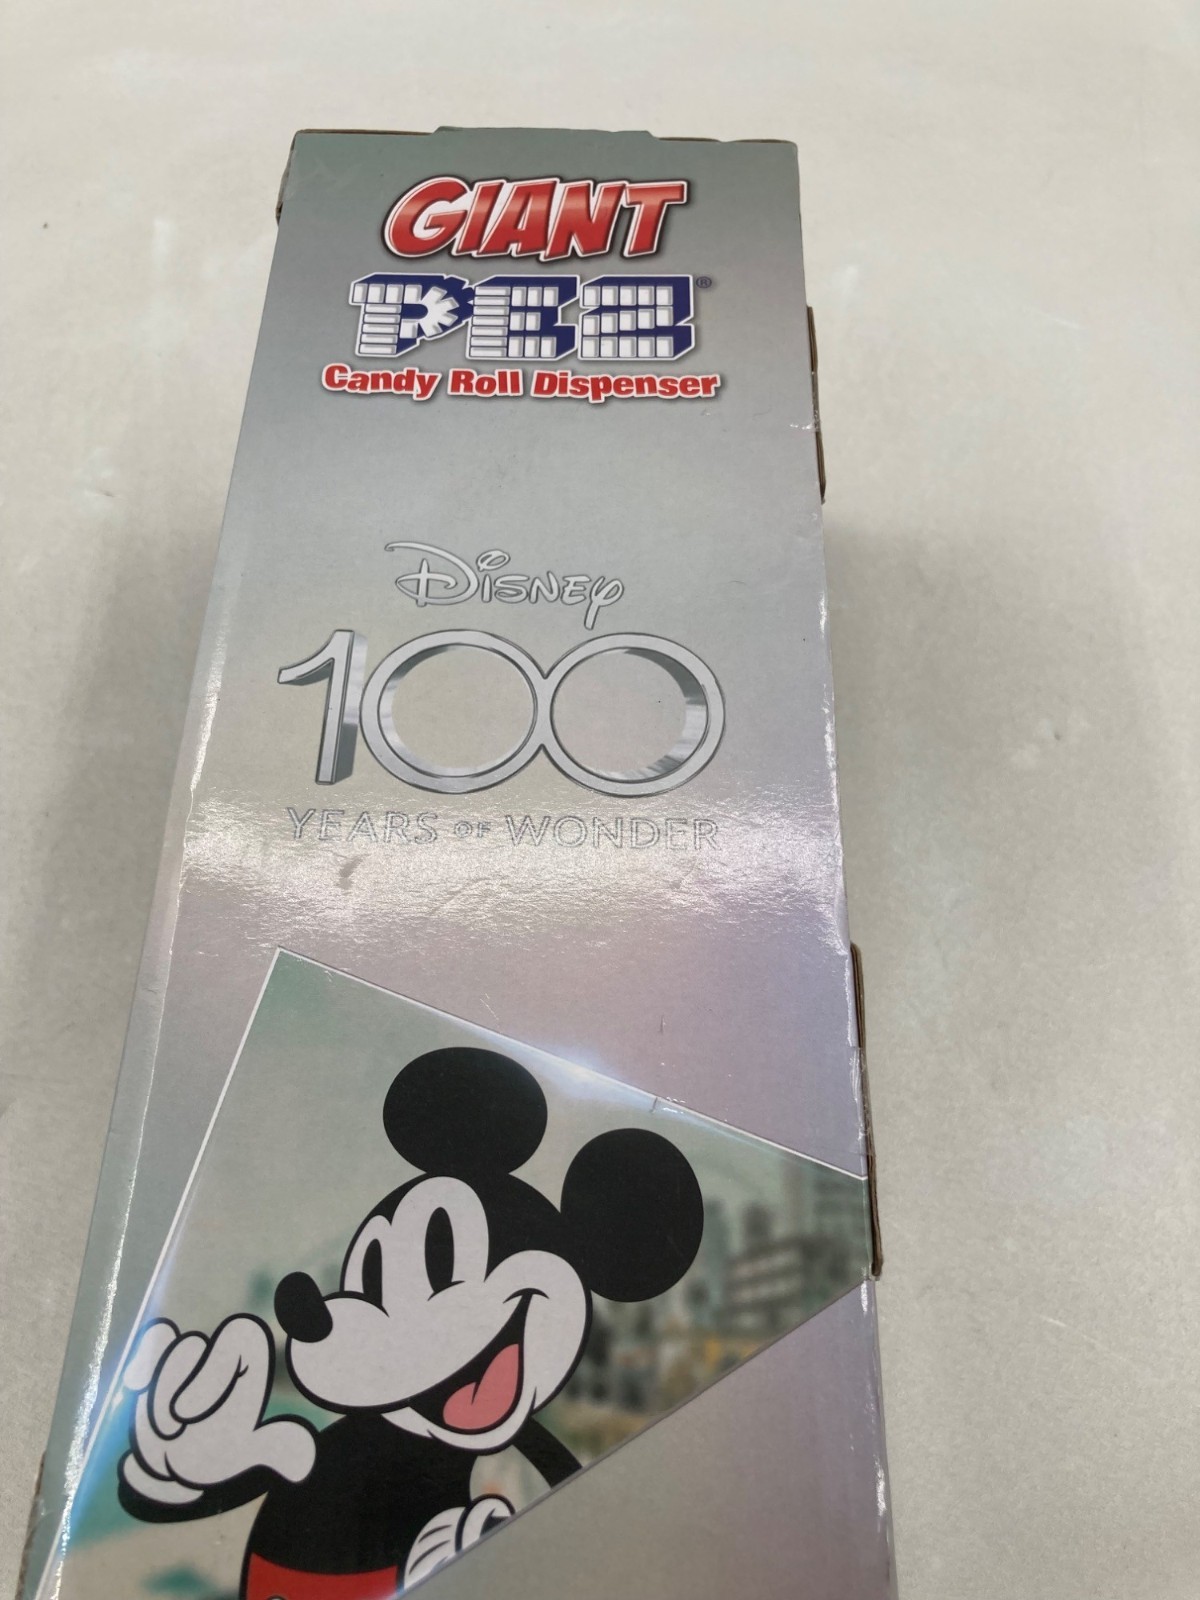 GIANT
PEZ®
Candy Roll Dispenser
Disney
100
YEARS OF WONDER